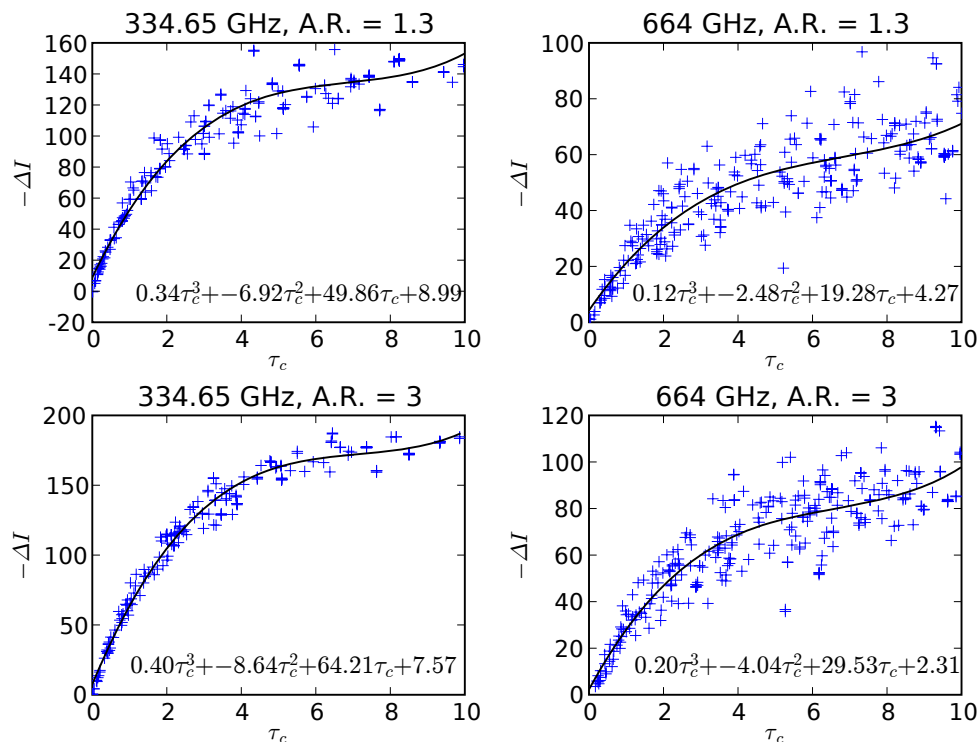 334.65 GHz, A.R. = 1.3
160
140
120
100
80
60
40
20
0
-20
−ΔI
0.34τ_c^3+−6.92τ_c^2+49.86τ_c+8.99
0 2 4 6 8 10
τ_c
664 GHz, A.R. = 1.3
100
80
60
40
20
0
−ΔI
0.12τ_c^3+−2.48τ_c^2+19.28τ_c+4.27
0 2 4 6 8 10
τ_c
334.65 GHz, A.R. = 3
200
150
100
50
0
−ΔI
0.40τ_c^3+−8.64τ_c^2+64.21τ_c+7.57
0 2 4 6 8 10
τ_c
664 GHz, A.R. = 3
120
100
80
60
40
20
0
−ΔI
0.20τ_c^3+−4.04τ_c^2+29.53τ_c+2.31
0 2 4 6 8 10
τ_c